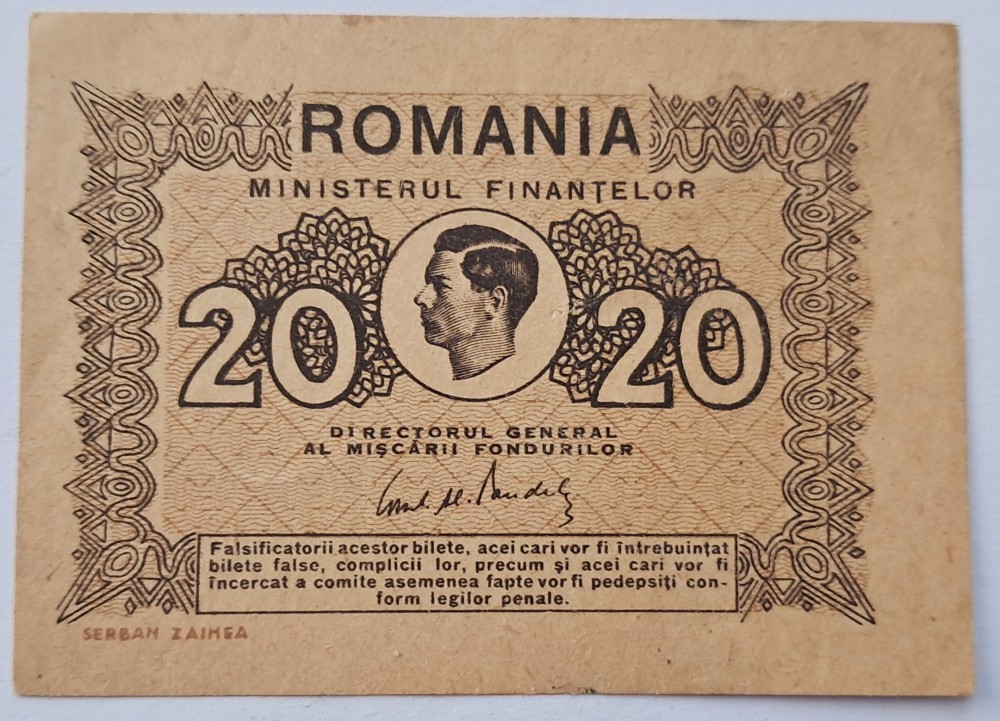 ROMANIA
MINISTERUL FINANȚELOR
20 20
DIRECTORUL GENERAL
AL MIȘCĂRII FONDURILOR
Falsificatorii acestor bilete, acei cari vor fi întrebuințat
bilete false, complicii lor, precum și acei cari vor fi
încercat a comite asemenea fapte vor fi pedepsiți con-
form legilor penale.
SERBAN ZAINEA